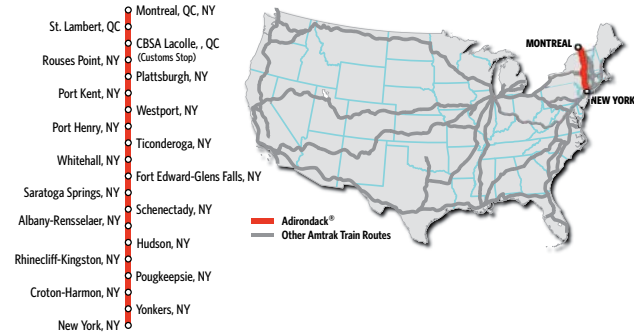 Montreal, QC, NY
St. Lambert, QC
CBSA Lacolle, , QC
(Customs Stop)
Rouses Point, NY
Plattsburgh, NY
Port Kent, NY
Westport, NY
Port Henry, NY
Ticonderoga, NY
Whitehall, NY
Fort Edward-Glens Falls, NY
Saratoga Springs, NY
Schenectady, NY
Albany-Rensselaer, NY
Hudson, NY
Rhinecliff-Kingston, NY
Pougkeepsie, NY
Croton-Harmon, NY
Yonkers, NY
New York, NY
MONTREAL
NEW YORK
Adirondack®
Other Amtrak Train Routes